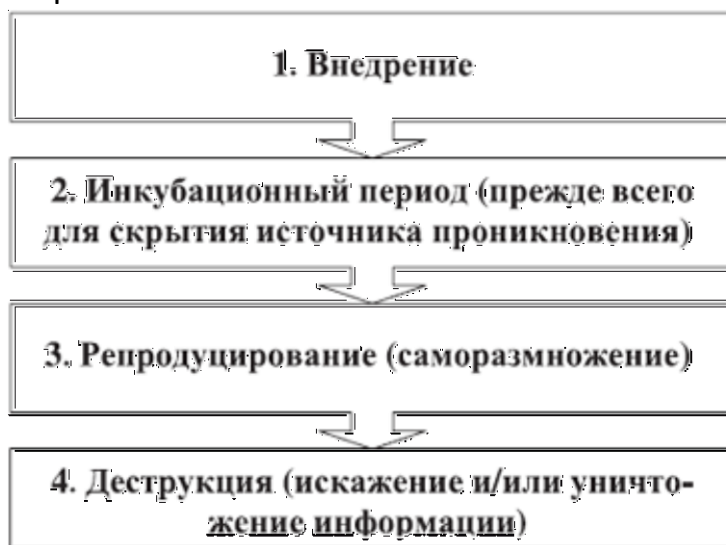 1. Внедрение
2. Инкубационный период (прежде всего
для скрытия источника проникновения)
3. Репродуцирование (саморазмножение)
4. Деструкция (искажение и/или уничто-
жение информации)